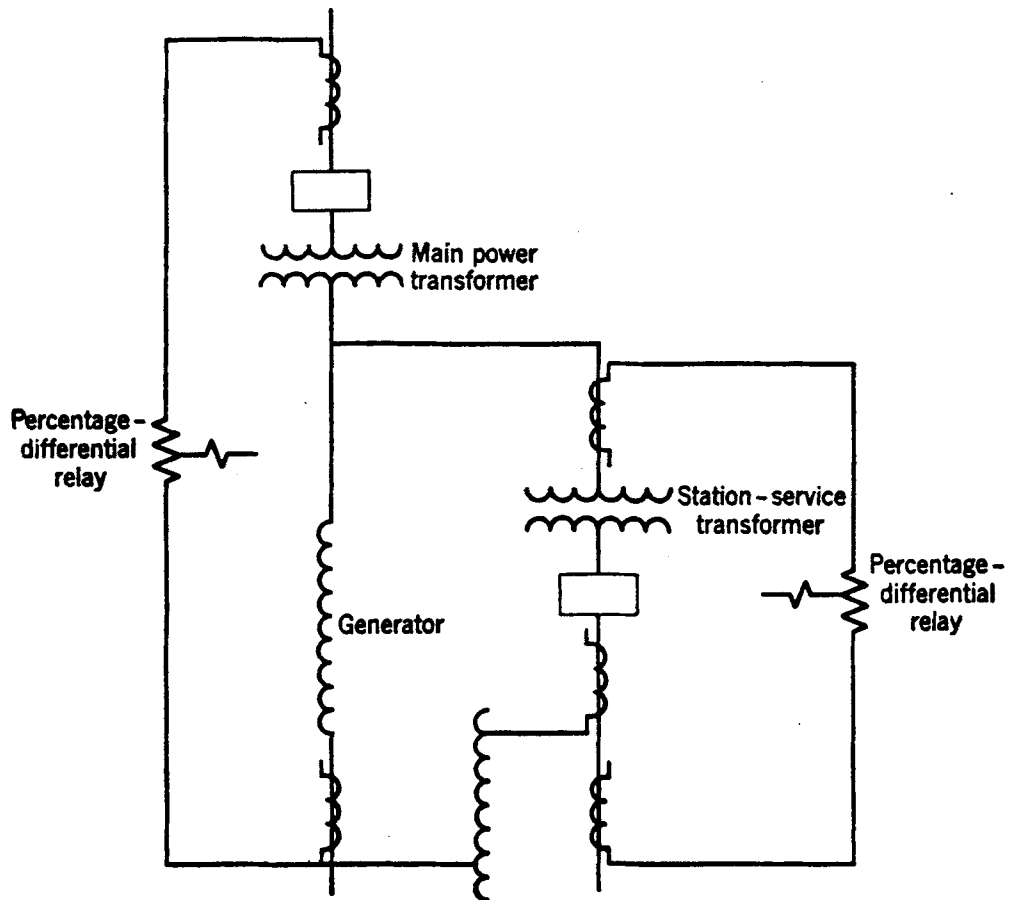 Main power
transformer
Percentage-
differential
relay
Station-service
transformer
Percentage-
differential
relay
Generator